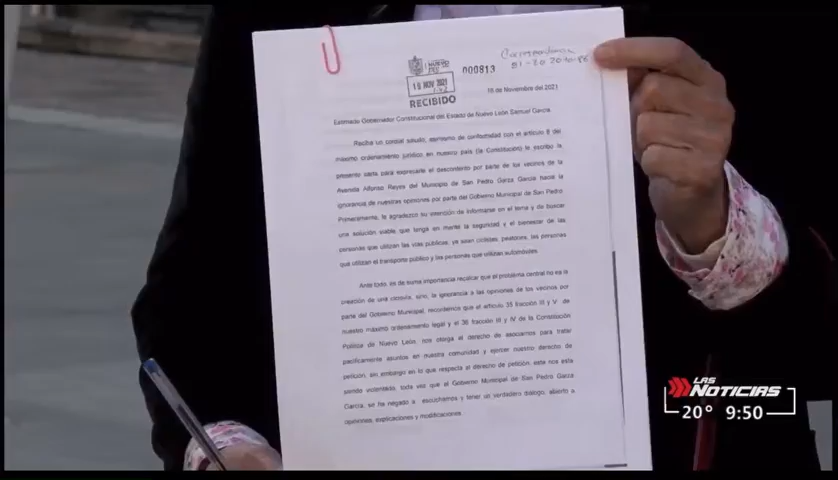 NUEVO
18 NOV 2021
RECIBIDO
000813
Correspondencia
81-20 20
18 de Noviembre del 2021
Estimado Gobernador Constitucional del Estado de Nuevo León Samuel García
Reciba un cordial saludo, asimismo de conformidad con el artículo 8 del
máximo ordenamiento jurídico en nuestro país (la Constitución) le escribo la
presente carta para expresarle el descontento por parte de los vecinos de la
Avenida Alfonso Reyes del Municipio de San Pedro Garza García hacia la
ignorancia de nuestras opiniones por parte del Gobierno Municipal de San Pedro
Primeramente, le agradezco su intención de informarse en el tema y de buscar
una solución viable que tenga en mente la seguridad y el bienestar de las
personas que utilizan las vías públicas, ya sean ciclistas, peatones, las personas
que utilizan el transporte público y las personas que utilizan automóviles.
Ante todo, es de suma importancia recalcar que el problema central no es la
creación de una ciclovía, sino, la ignorancia a las opiniones de los vecinos por
parte del Gobierno Municipal, recordemos que el artículo 35 fracción III y V de
nuestro máximo ordenamiento legal y el 36 fracción III y IV de la Constitución
Política de Nuevo León, nos otorga el derecho de asociarnos para tratar
pacíficamente asuntos en nuestra comunidad y ejercer nuestro derecho de
petición, sin embargo en lo que respecta al derecho de petición, este nos esta
siendo violentado, toda vez que el Gobierno Municipal de San Pedro Garza
García, se ha negado a escucharnos y tener un verdadero dialogo, abierto a
opiniones, explicaciones y modificaciones.
LAS
NOTICIAS
20° 9:50